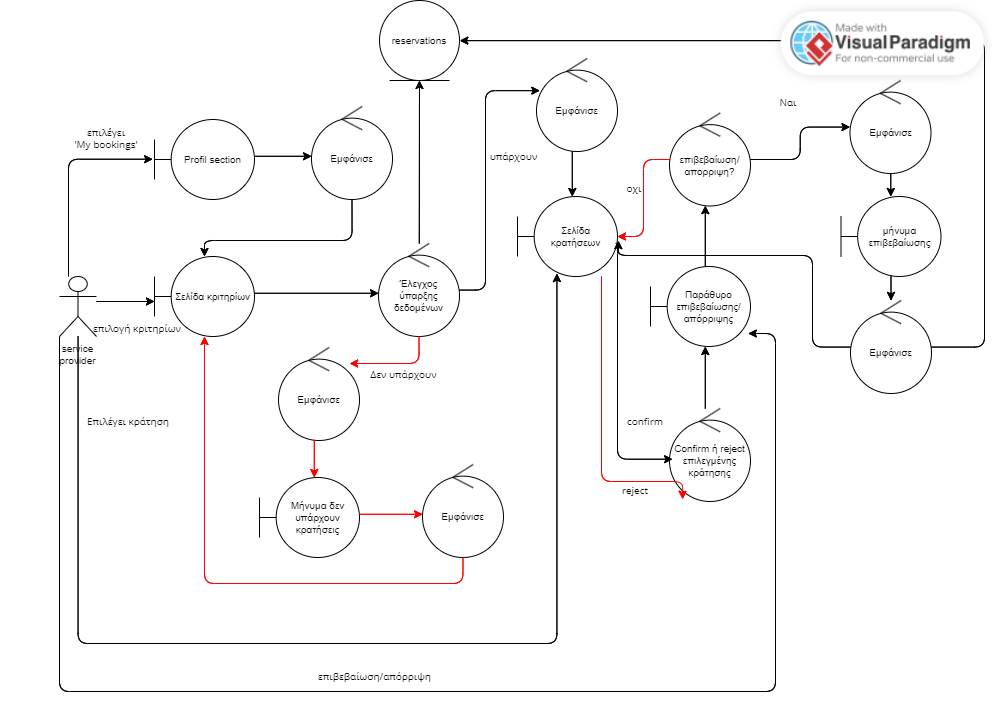 reservations
Made with
Visual Paradigm
For non-commercial use
Εμφάνισε
Ναι
επιλέγει
'My bookings'
Profil section
Εμφάνισε
υπάρχουν
επιβεβαίωση/
απορριψη?
Εμφάνισε
οχι
Σελίδα
κρατήσεων
μήνυμα
επιβεβαίωσης
Σελίδα κριτηρίων
Έλεγχος
ύπαρξης
δεδομένων
Παράθυρο
επιβεβαίωσης/
απόρριψης
επιλογή κριτηρίων
service
provider
Εμφάνισε
Δεν υπάρχουν
Εμφάνισε
Επιλέγει κράτηση
confirm
Confirm ή reject
επιλεγμένης
κράτησης
reject
Μήνυμα δεν
υπάρχουν
κρατήσεις
Εμφάνισε
επιβεβαίωση/απόρριψη